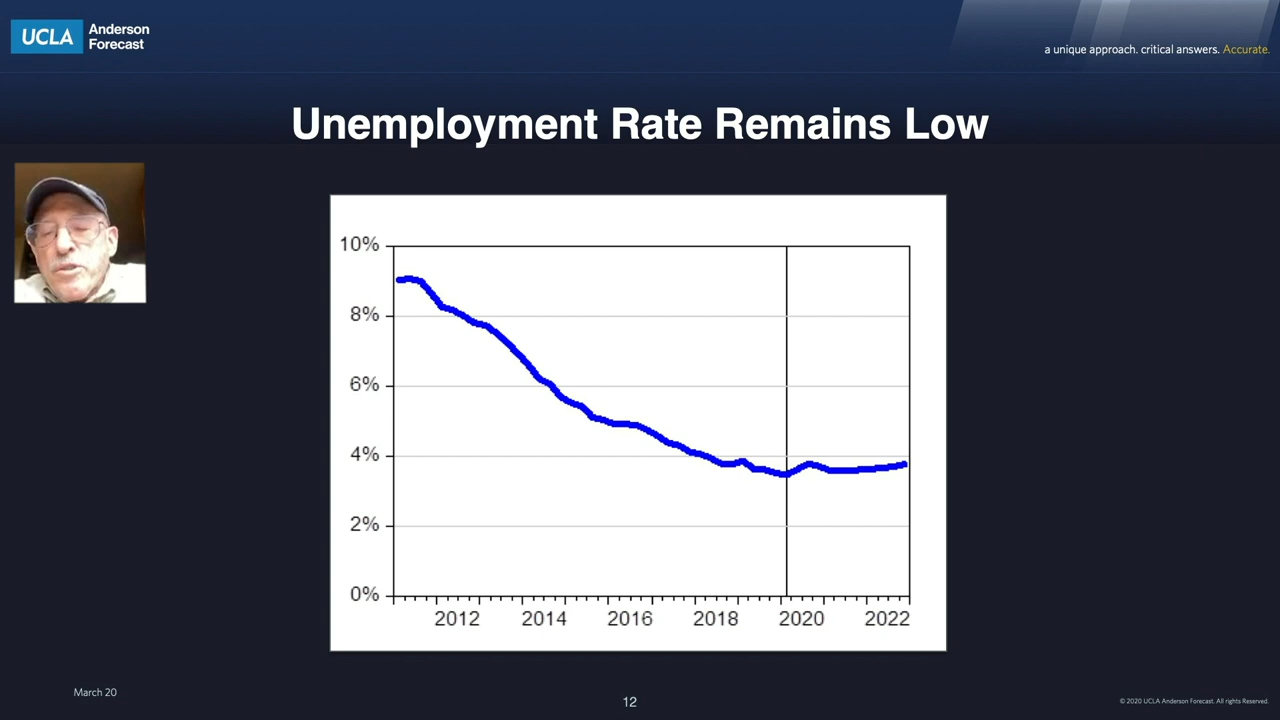 UCLA Anderson
Forecast
a unique approach. critical answers. Accurate.
Unemployment Rate Remains Low
10%
8%
6%
4%
2%
0%
2012 2014 2016 2018 2020 2022
March 20
12
© 2020 UCLA Anderson Forecast. All rights Reserved.